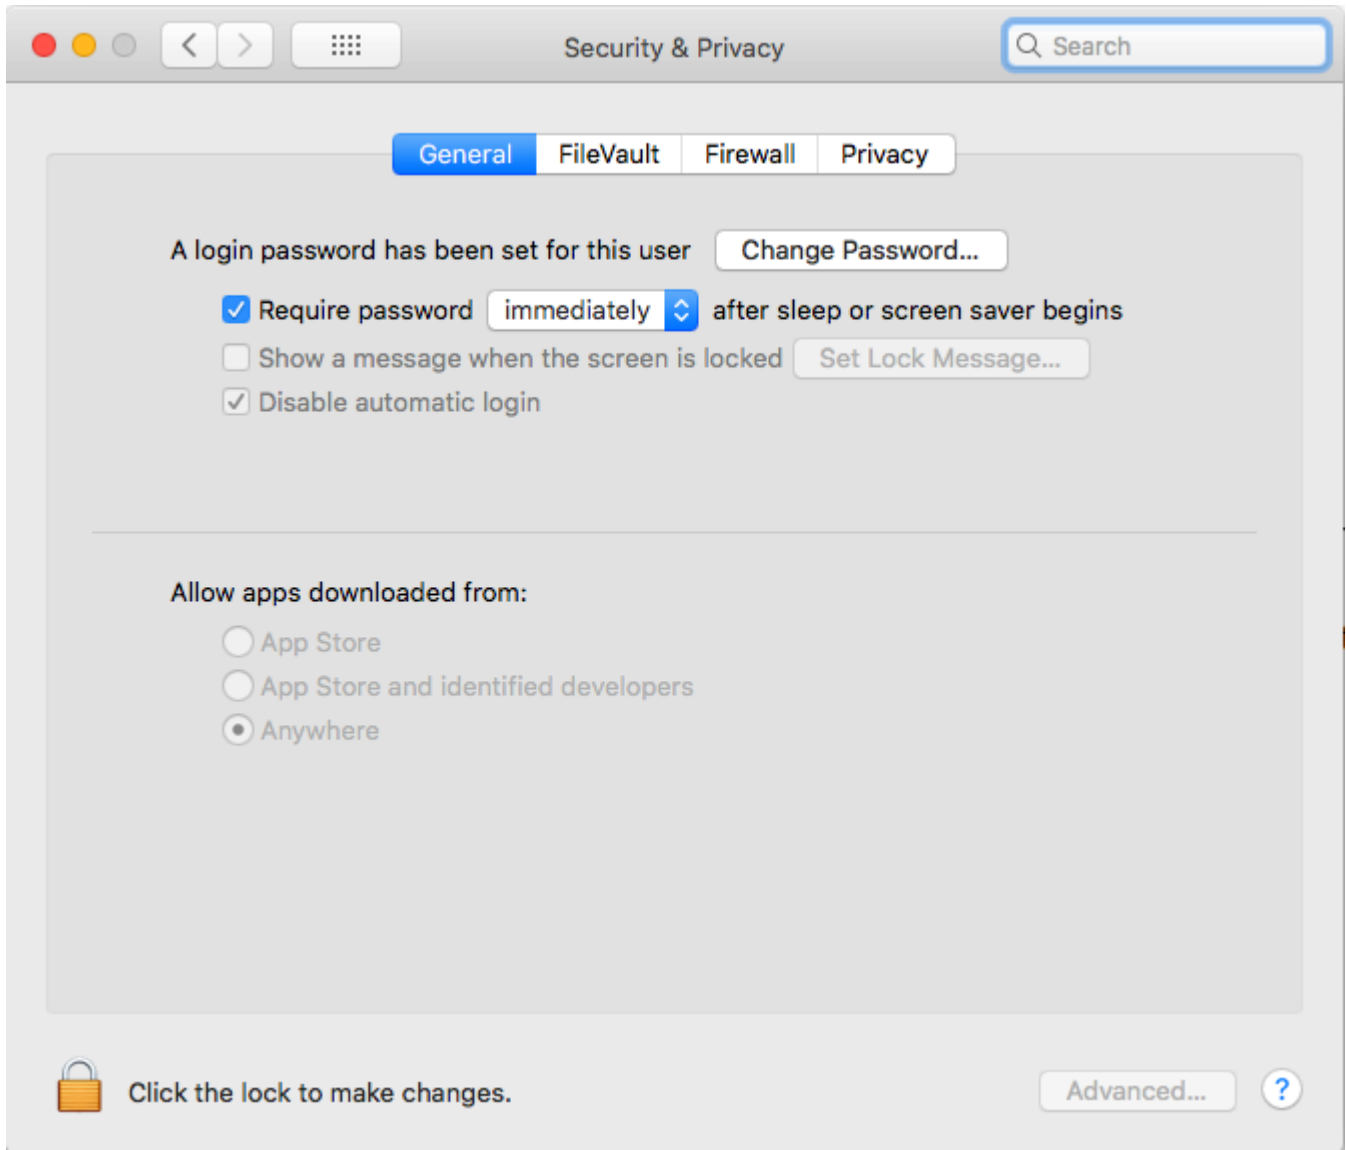 Security & Privacy
Search
General FileVault Firewall Privacy
A login password has been set for this user Change Password...
Require password immediately after sleep or screen saver begins
Show a message when the screen is locked Set Lock Message...
Disable automatic login
Allow apps downloaded from:
App Store
App Store and identified developers
Anywhere
Click the lock to make changes.
Advanced... ?